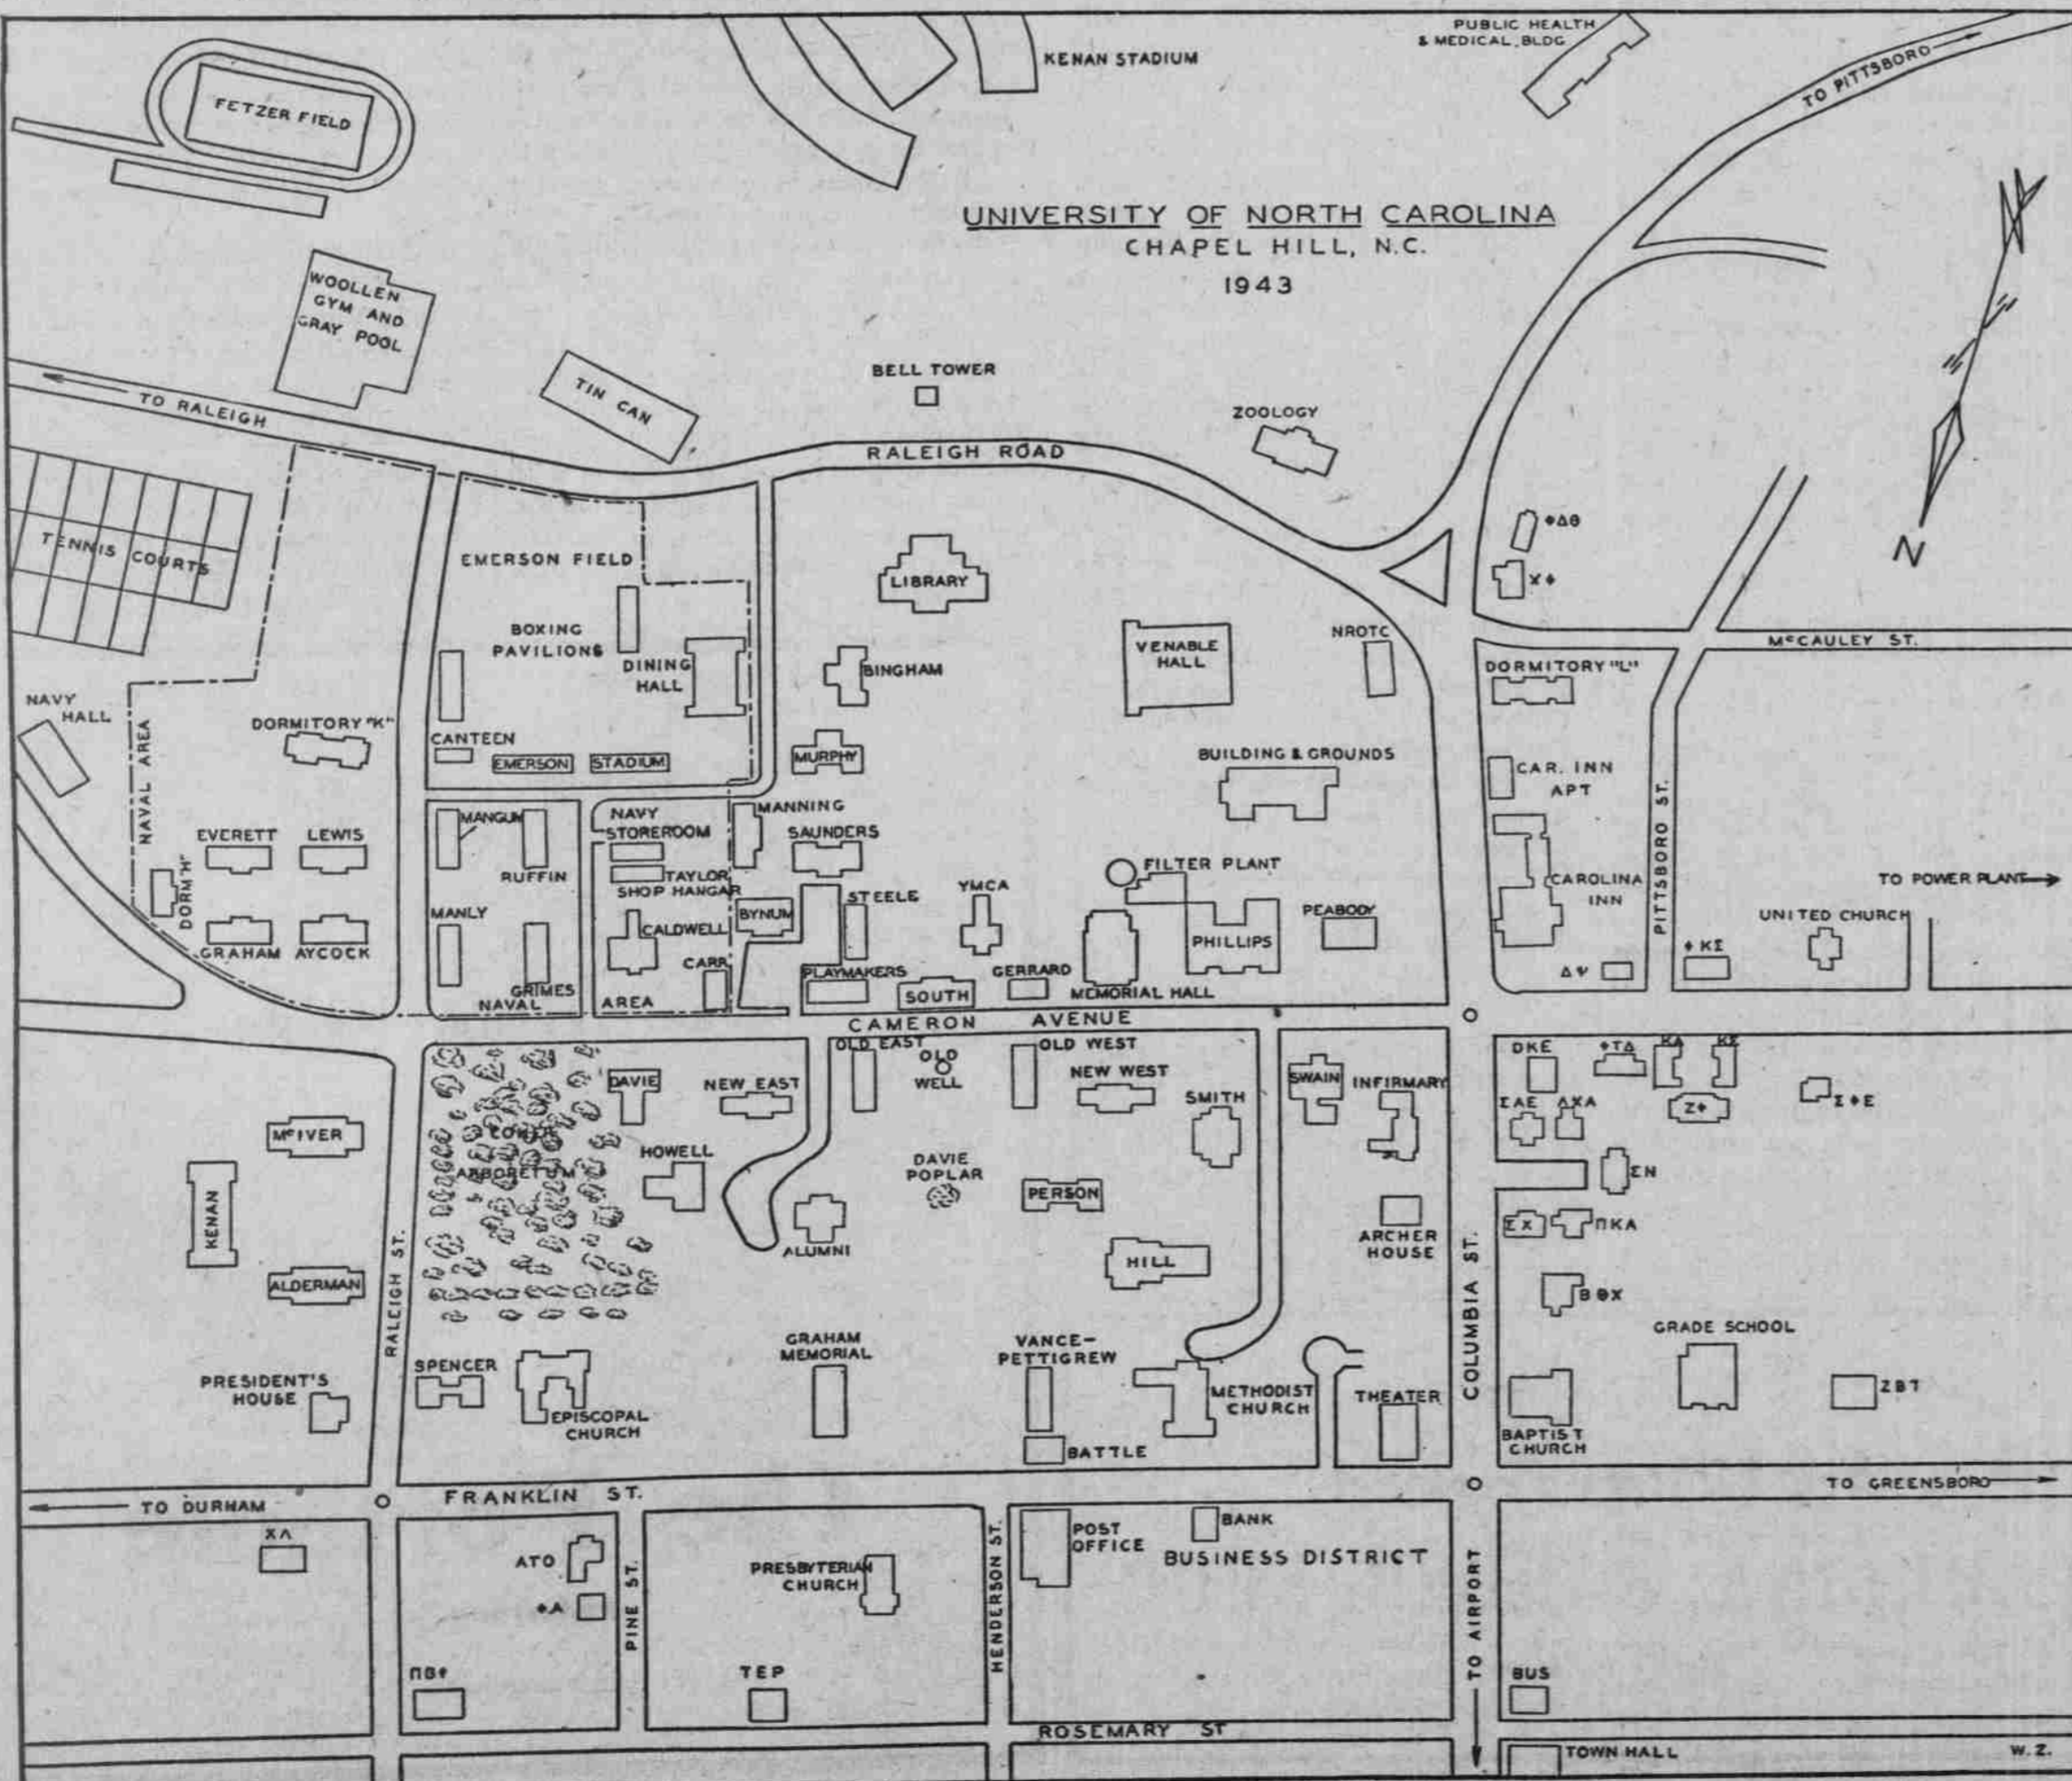 PUBLIC HEALTH
& MEDICAL BLDG.
KENAN STADIUM
TO PITTSBORO
FETZER FIELD
UNIVERSITY OF NORTH CAROLINA
CHAPEL HILL, N.C.
1943
WOOLLEN
GYM AND
GRAY POOL
TIN CAN
BELL TOWER
ZOOLOGY
TO RALEIGH
RALEIGH ROAD
TENNIS COURTS
EMERSON FIELD
LIBRARY
ΦΔΘ
ΧΦ
N
BOXING
PAVILIONS
DINING
HALL
BINGHAM
VENABLE
HALL
NROTC
McCAULEY ST.
DORMITORY "L"
NAVY
HALL
NAVAL AREA
DORMITORY "K"
CANTEEN
EMERSON
STADIUM
MURPHY
BUILDING & GROUNDS
CAR. INN
APT
PITTSBORO ST.
EVERETT
LEWIS
MANGUM
RUFFIN
NAVY
STOREROOM
TAYLOR
SHOP HANGAR
MANNING
SAUNDERS
FILTER PLANT
DORM "H"
GRAHAM
AYCOCK
MANLY
GRIMES
CALDWELL
CARR
BYNUM
STEELE
YMCA
PHILLIPS
PEABODY
CAROLINA
INN
TO POWER PLANT
UNITED CHURCH
ΔΨ
ΦΚΣ
NAVAL
AREA
PLAYMAKERS
SOUTH
GERRARD
MEMORIAL HALL
CAMERON AVENUE
OLD EAST
OLD
WELL
OLD WEST
DAVIE
NEW EAST
NEW WEST
SMITH
SWAIN
INFIRMARY
DKE
ΦΤΔ
ΚΑ
ΚΣ
ΣΑΕ
ΛΧΑ
ΖΦ
ΣΦΕ
McIVER
ARBORETUM
HOWELL
DAVIE
POPLAR
PERSON
ΣΝ
KENAN
ALDERMAN
RALEIGH ST.
ALUMNI
HILL
ARCHER
HOUSE
COLUMBIA ST.
ΣΧ
ΠΚΑ
ΒΘΧ
GRADE SCHOOL
PRESIDENT'S
HOUSE
SPENCER
EPISCOPAL
CHURCH
GRAHAM
MEMORIAL
VANCE-
PETTIGREW
BATTLE
METHODIST
CHURCH
THEATER
BAPTIST
CHURCH
ZBT
TO DURHAM
FRANKLIN ST.
TO GREENSBORO
ΧΛ
ATO
ΦΑ
PINE ST.
PRESBYTERIAN
CHURCH
HENDERSON ST.
POST
OFFICE
BANK
BUSINESS DISTRICT
TO AIRPORT
ΠΒΦ
TEP
BUS
ROSEMARY ST
TOWN HALL
W.Z.